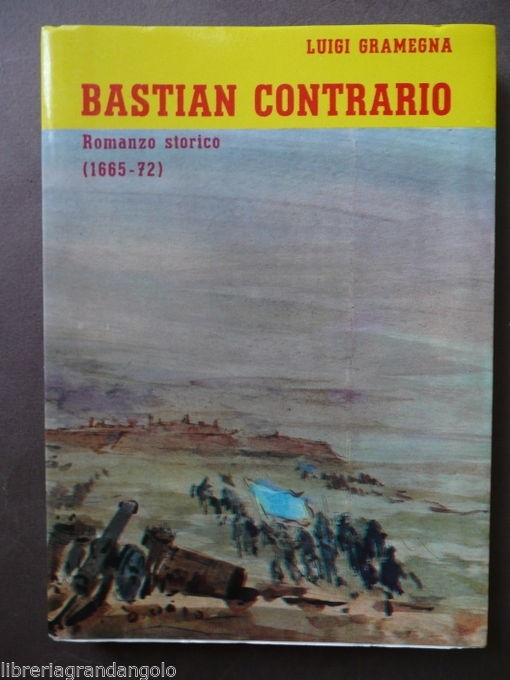 LUIGI GRAMEGNA
BASTIAN CONTRARIO
Romanzo storico
(1665-72)
libreriagrandangolo